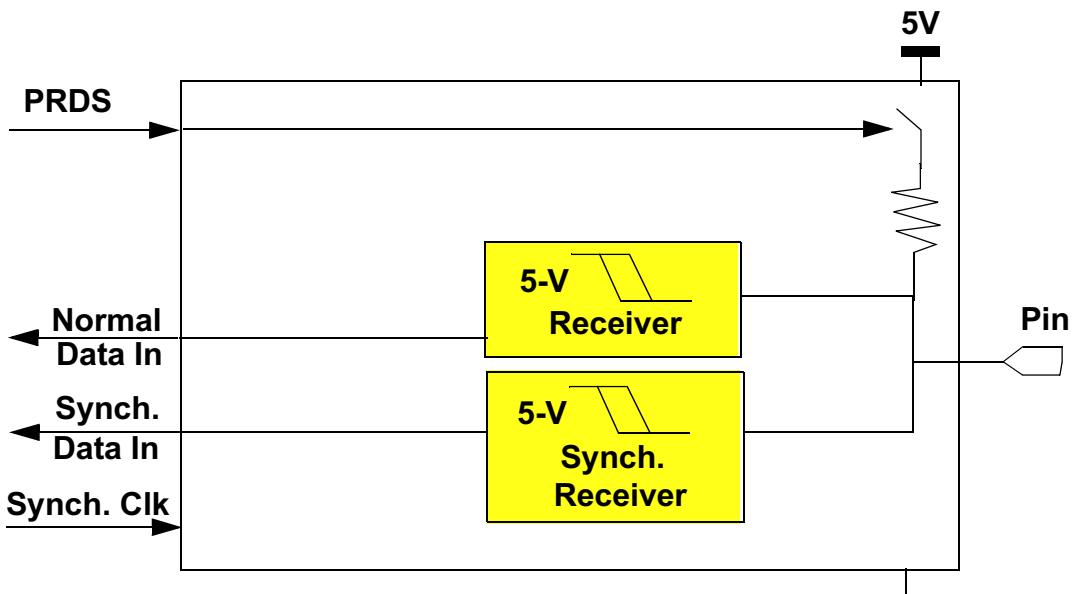 5V
PRDS
5-V
Receiver
Pin
Normal
Data In
5-V
Synch.
Receiver
Synch.
Data In
Synch. Clk